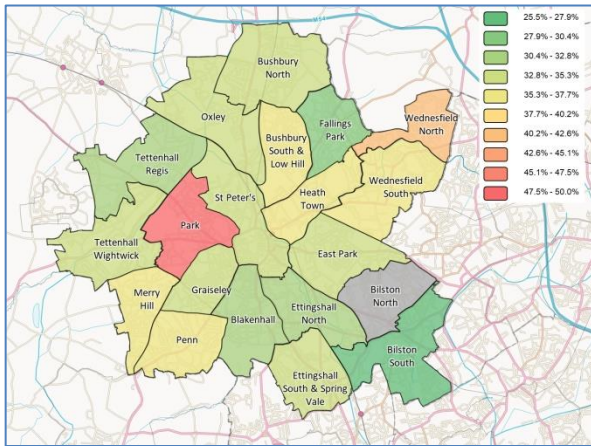 25.5% - 27.9%
27.9% - 30.4%
30.4% - 32.8%
32.8% - 35.3%
35.3% - 37.7%
37.7% - 40.2%
40.2% - 42.6%
42.6% - 45.1%
45.1% - 47.5%
47.5% - 50.0%
Bushbury
North
Oxley
Bushbury
South &
Low Hill
Fallings
Park
Wednesfield
North
Tettenhall
Regis
St Peter's
Heath
Town
Wednesfield
South
Park
Tettenhall
Wightwick
East Park
Merry
Hill
Graiseley
Bilston
North
Penn
Blakenhall
Ettingshall
North
Bilston
South
Ettingshall
South & Spring
Vale